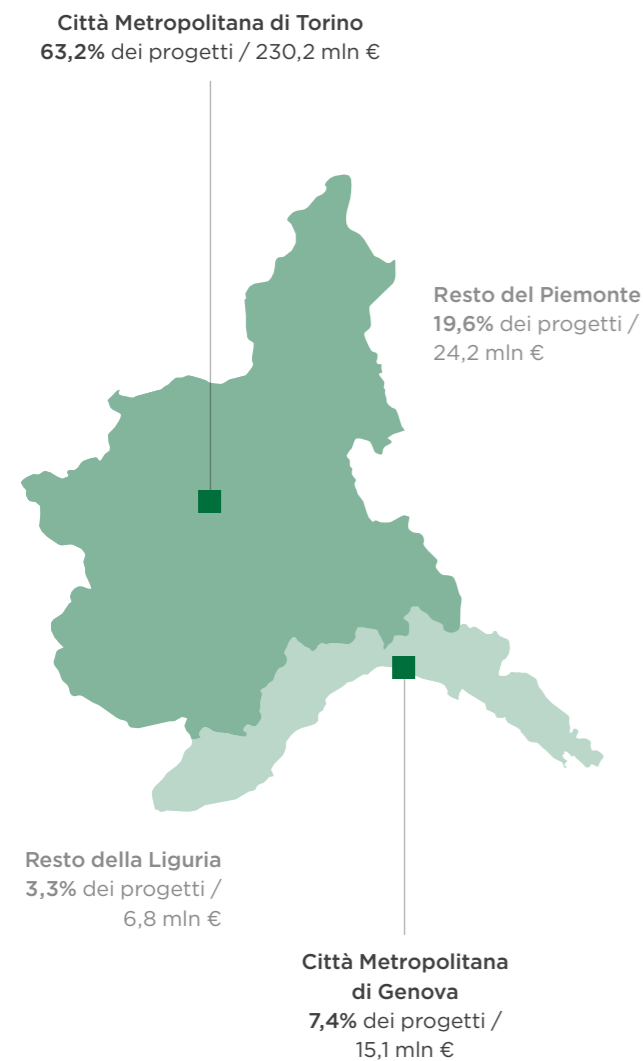 Città Metropolitana di Torino
63,2% dei progetti / 230,2 mln €
Resto del Piemonte
19,6% dei progetti /
24,2 mln €
Resto della Liguria
3,3% dei progetti /
6,8 mln €
Città Metropolitana
di Genova
7,4% dei progetti /
15,1 mln €